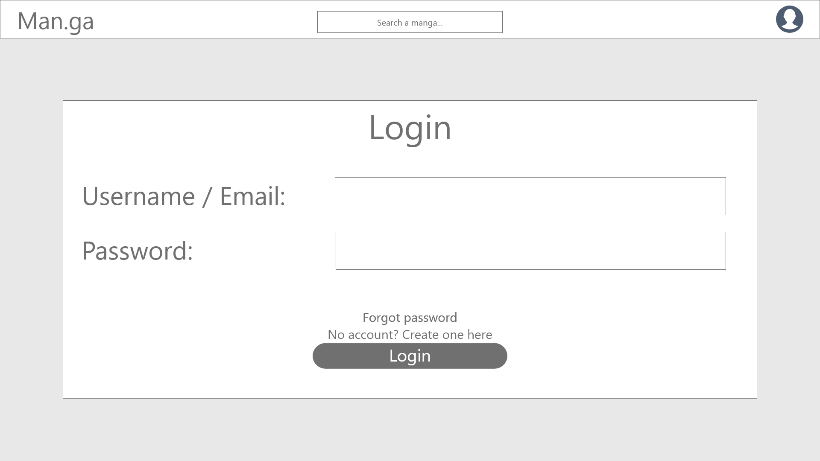 Man.ga
Search a manga...
Login
Username / Email:
Password:
Forgot password
No account? Create one here
Login